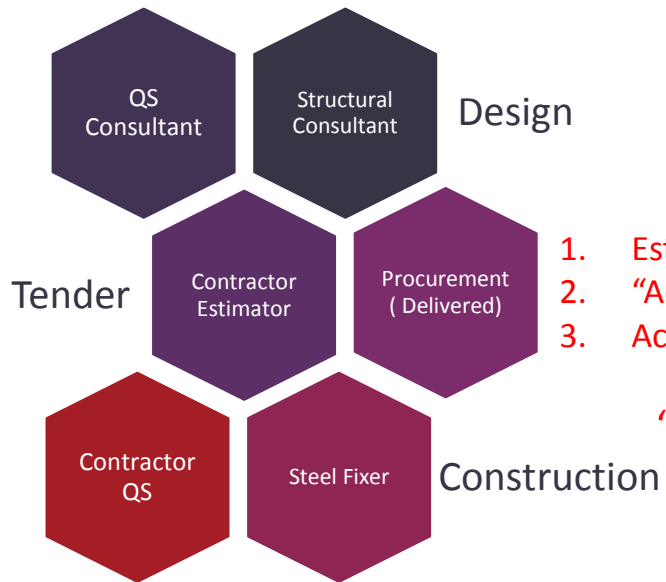 QS
Consultant
Structural
Consultant
Design
Tender
Contractor
Estimator
Procurement
( Delivered)
1.
2.
3.
Contractor
QS
Steel Fixer
Construction